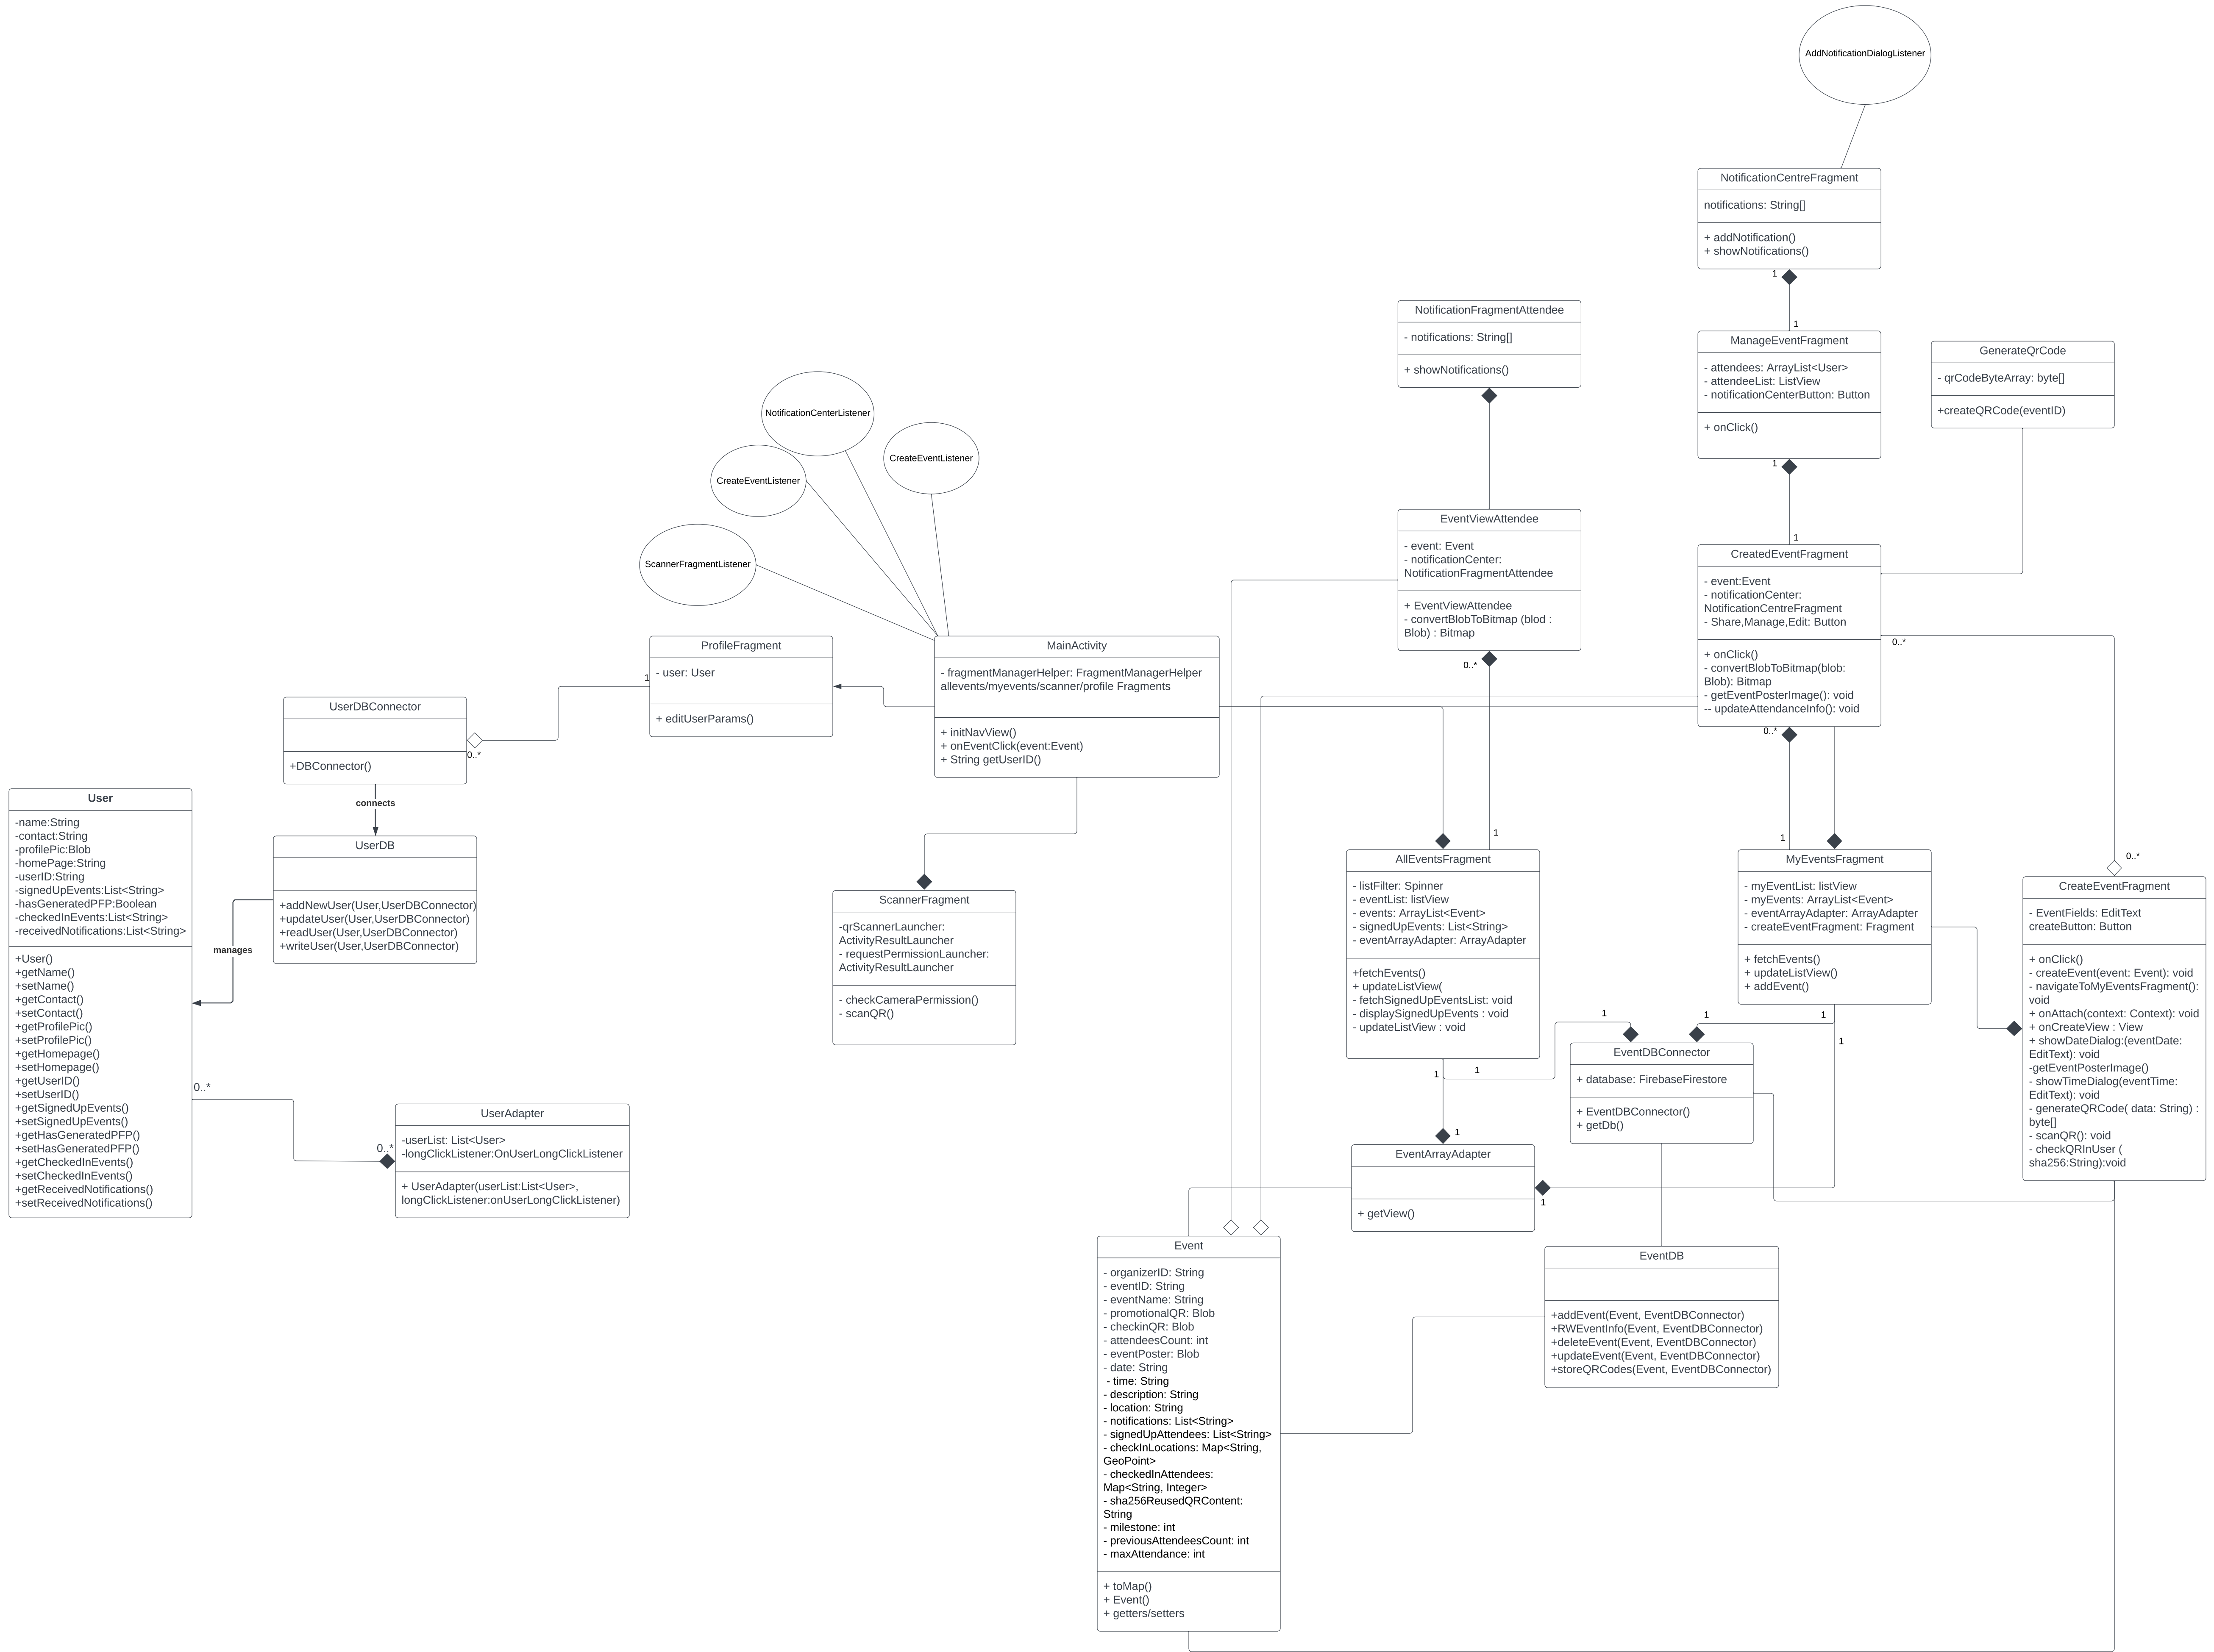 AddNotificationDialogListener
NotificationCentreFragment
notifications: String[]
+ addNotification()
+ showNotifications()
1
1
NotificationFragmentAttendee
- notifications: String[]
+ showNotifications()
ManageEventFragment
- attendees: ArrayList<User>
- attendeeList: ListView
- notificationCenterButton: Button
+ onClick()
1
1
GenerateQrCode
- qrCodeByteArray: byte[]
+createQRCode(eventID)
NotificationCenterListener
CreateEventListener
CreateEventListener
ScannerFragmentListener
EventViewAttendee
- event: Event
- notificationCenter:
NotificationFragmentAttendee
+ EventViewAttendee
- convertBlobToBitmap (blod :
Blob) : Bitmap
0..*
1
CreatedEventFragment
- event:Event
- notificationCenter:
NotificationCentreFragment
- Share,Manage,Edit: Button
+ onClick()
- convertBlobToBitmap(blob:
Blob): Bitmap
- getEventPosterImage(): void
-- updateAttendanceInfo(): void
0..*
0..*
1
0..*
ProfileFragment
- user: User
+ editUserParams()
1
0..*
MainActivity
- fragmentManagerHelper: FragmentManagerHelper
allevents/myevents/scanner/profile Fragments
+ initNavView()
+ onEventClick(event:Event)
+ String getUserID()
UserDBConnector
+DBConnector()
connects
User
-name:String
-contact:String
-profilePic:Blob
-homePage:String
-userID:String
-signedUpEvents:List<String>
-hasGeneratedPFP:Boolean
-checkedInEvents:List<String>
-receivedNotifications:List<String>
+User()
+getName()
+setName()
+getContact()
+setContact()
+getProfilePic()
+setProfilePic()
+getHomepage()
+setHomepage()
+getUserID()
+setUserID()
+getSignedUpEvents()
+setSignedUpEvents()
+getHasGeneratedPFP()
+setHasGeneratedPFP()
+getCheckedInEvents()
+setCheckedInEvents()
+getReceivedNotifications()
+setReceivedNotifications()
UserDB
+addNewUser(User,UserDBConnector)
+updateUser(User,UserDBConnector)
+readUser(User,UserDBConnector)
+writeUser(User,UserDBConnector)
manages
0..*
0..*
UserAdapter
-userList: List<User>
-longClickListener:OnUserLongClickListener
+ UserAdapter(userList:List<User>,
longClickListener:onUserLongClickListener)
ScannerFragment
-qrScannerLauncher:
ActivityResultLauncher
- requestPermissionLauncher:
ActivityResultLauncher
- checkCameraPermission()
- scanQR()
AllEventsFragment
- listFilter: Spinner
- eventList: listView
- events: ArrayList<Event>
- signedUpEvents: List<String>
- eventArrayAdapter: ArrayAdapter
+fetchEvents()
+ updateListView(
- fetchSignedUpEventsList: void
- displaySignedUpEvents : void
- updateListView : void
MyEventsFragment
- myEventList: listView
- myEvents: ArrayList<Event>
- eventArrayAdapter: ArrayAdapter
- createEventFragment: Fragment
+ fetchEvents()
+ updateListView()
+ addEvent()
CreateEventFragment
- EventFields: EditText
createButton: Button
+ onClick()
- createEvent(event: Event): void
- navigateToMyEventsFragment():
void
+ onAttach(context: Context): void
+ onCreateView : View
+ showDateDialog:(eventDate:
EditText): void
-getEventPosterImage()
- showTimeDialog(eventTime:
EditText): void
- generateQRCode( data: String) :
byte[]
- scanQR(): void
- checkQRInUser (
sha256:String):void
1
1
1
1
1
1
1
1
EventDBConnector
+ database: FirebaseFirestore
+ EventDBConnector()
+ getDb()
EventArrayAdapter
+ getView()
Event
- organizerID: String
- eventID: String
- eventName: String
- promotionalQR: Blob
- checkinQR: Blob
- attendeesCount: int
- eventPoster: Blob
- date: String
- time: String
- description: String
- location: String
- notifications: List<String>
- signedUpAttendees: List<String>
- checkInLocations: Map<String,
GeoPoint>
- checkedInAttendees:
Map<String, Integer>
- sha256ReusedQRContent:
String
- milestone: int
- previousAttendeesCount: int
- maxAttendance: int
+ toMap()
+ Event()
+ getters/setters
EventDB
+addEvent(Event, EventDBConnector)
+RWEventInfo(Event, EventDBConnector)
+deleteEvent(Event, EventDBConnector)
+updateEvent(Event, EventDBConnector)
+storeQRCodes(Event, EventDBConnector)